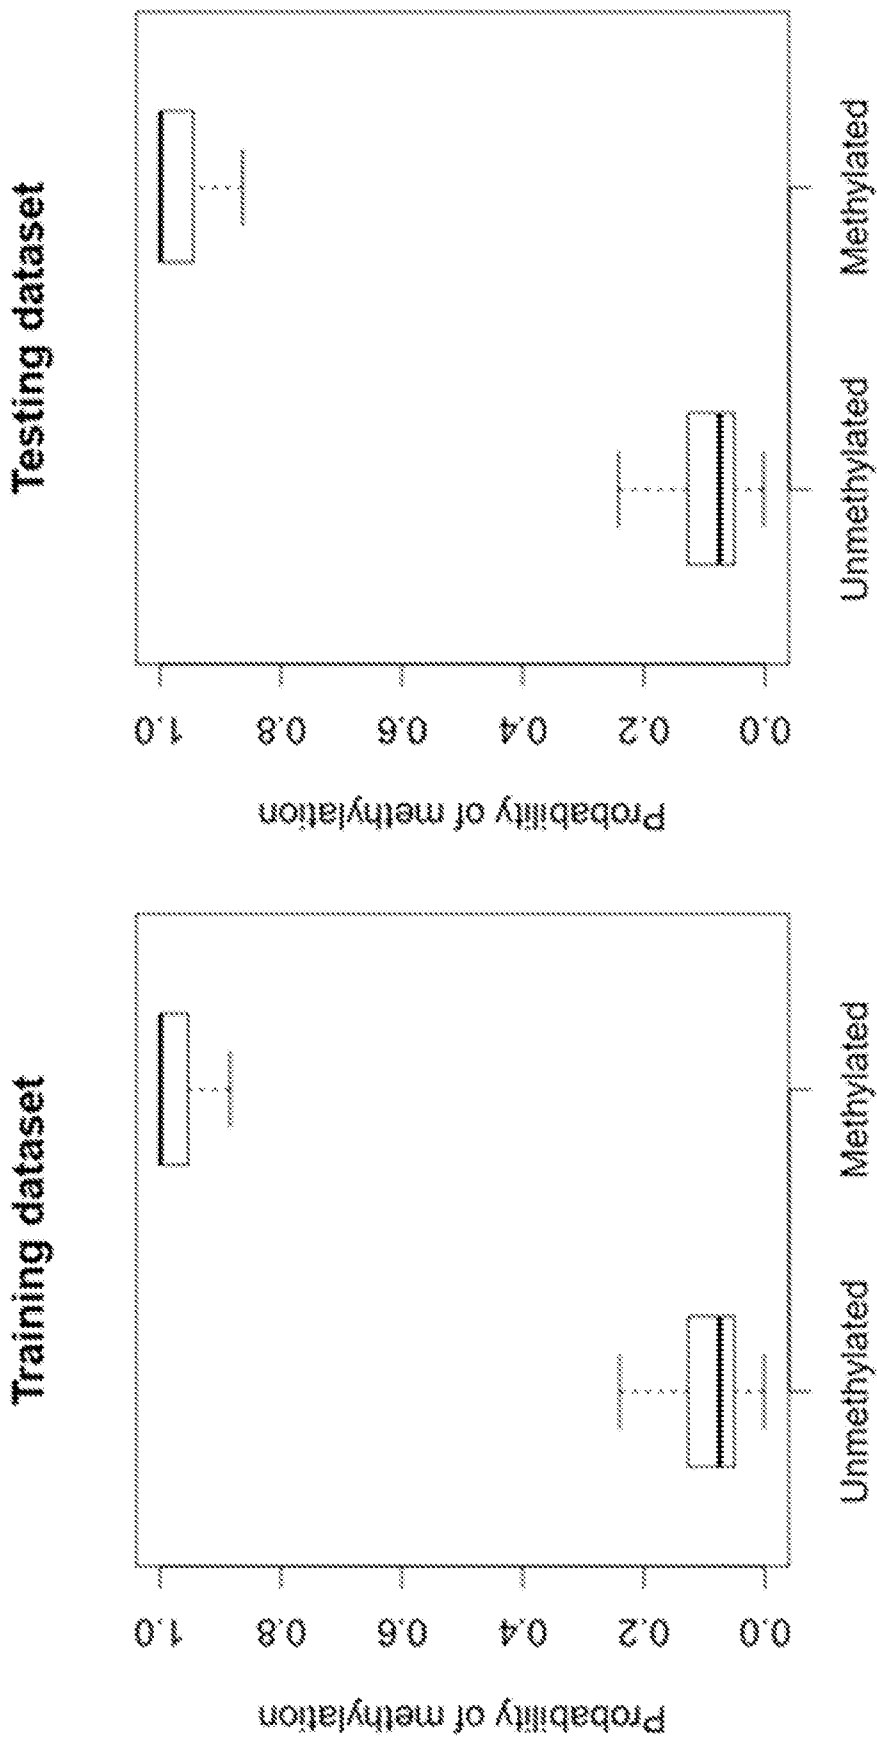 Training dataset
Probability of methylation
0.0
0.2
0.4
0.6
0.8
1.0
Unmethylated
Methylated
Testing dataset
Probability of methylation
0.0
0.2
0.4
0.6
0.8
1.0
Unmethylated
Methylated